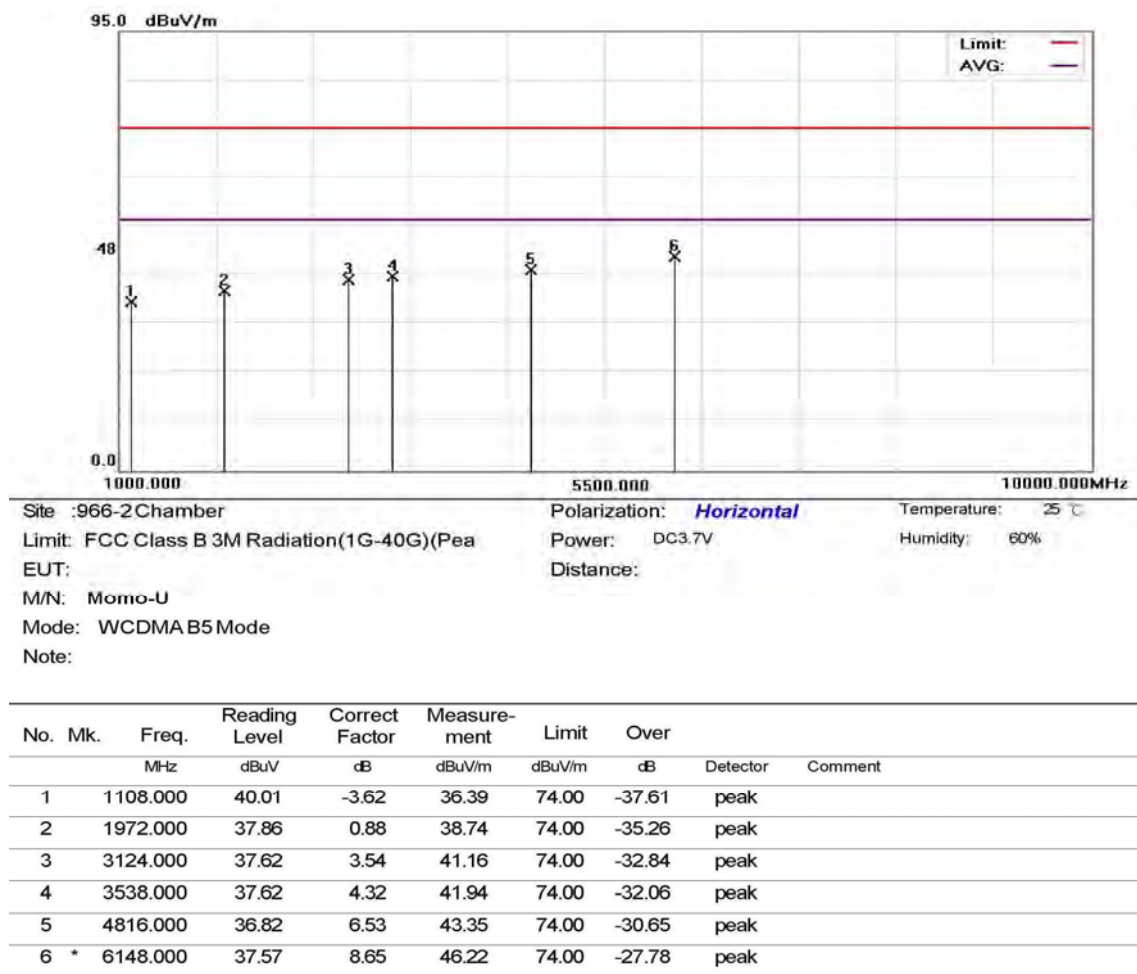 95.0 dBuV/m
Limit:
AVG:
48
1 2 3 4 5 6
0.0
1000.000 5500.000 10000.000MHz
Site :966-2Chamber Polarization: Horizontal Temperature: 25 ℃
Limit: FCC Class B 3M Radiation(1G-40G)(Pea Power: DC3.7V Humidity: 60%
EUT: Distance:
M/N: Momo-U
Mode: WCDMA B5 Mode
Note:
No. Mk. Freq. Reading Level Correct Factor Measure-ment Limit Over
MHz dBuV dB dBuV/m dBuV/m dB Detector Comment
1 1108.000 40.01 -3.62 36.39 74.00 -37.61 peak
2 1972.000 37.86 0.88 38.74 74.00 -35.26 peak
3 3124.000 37.62 3.54 41.16 74.00 -32.84 peak
4 3538.000 37.62 4.32 41.94 74.00 -32.06 peak
5 4816.000 36.82 6.53 43.35 74.00 -30.65 peak
6 * 6148.000 37.57 8.65 46.22 74.00 -27.78 peak